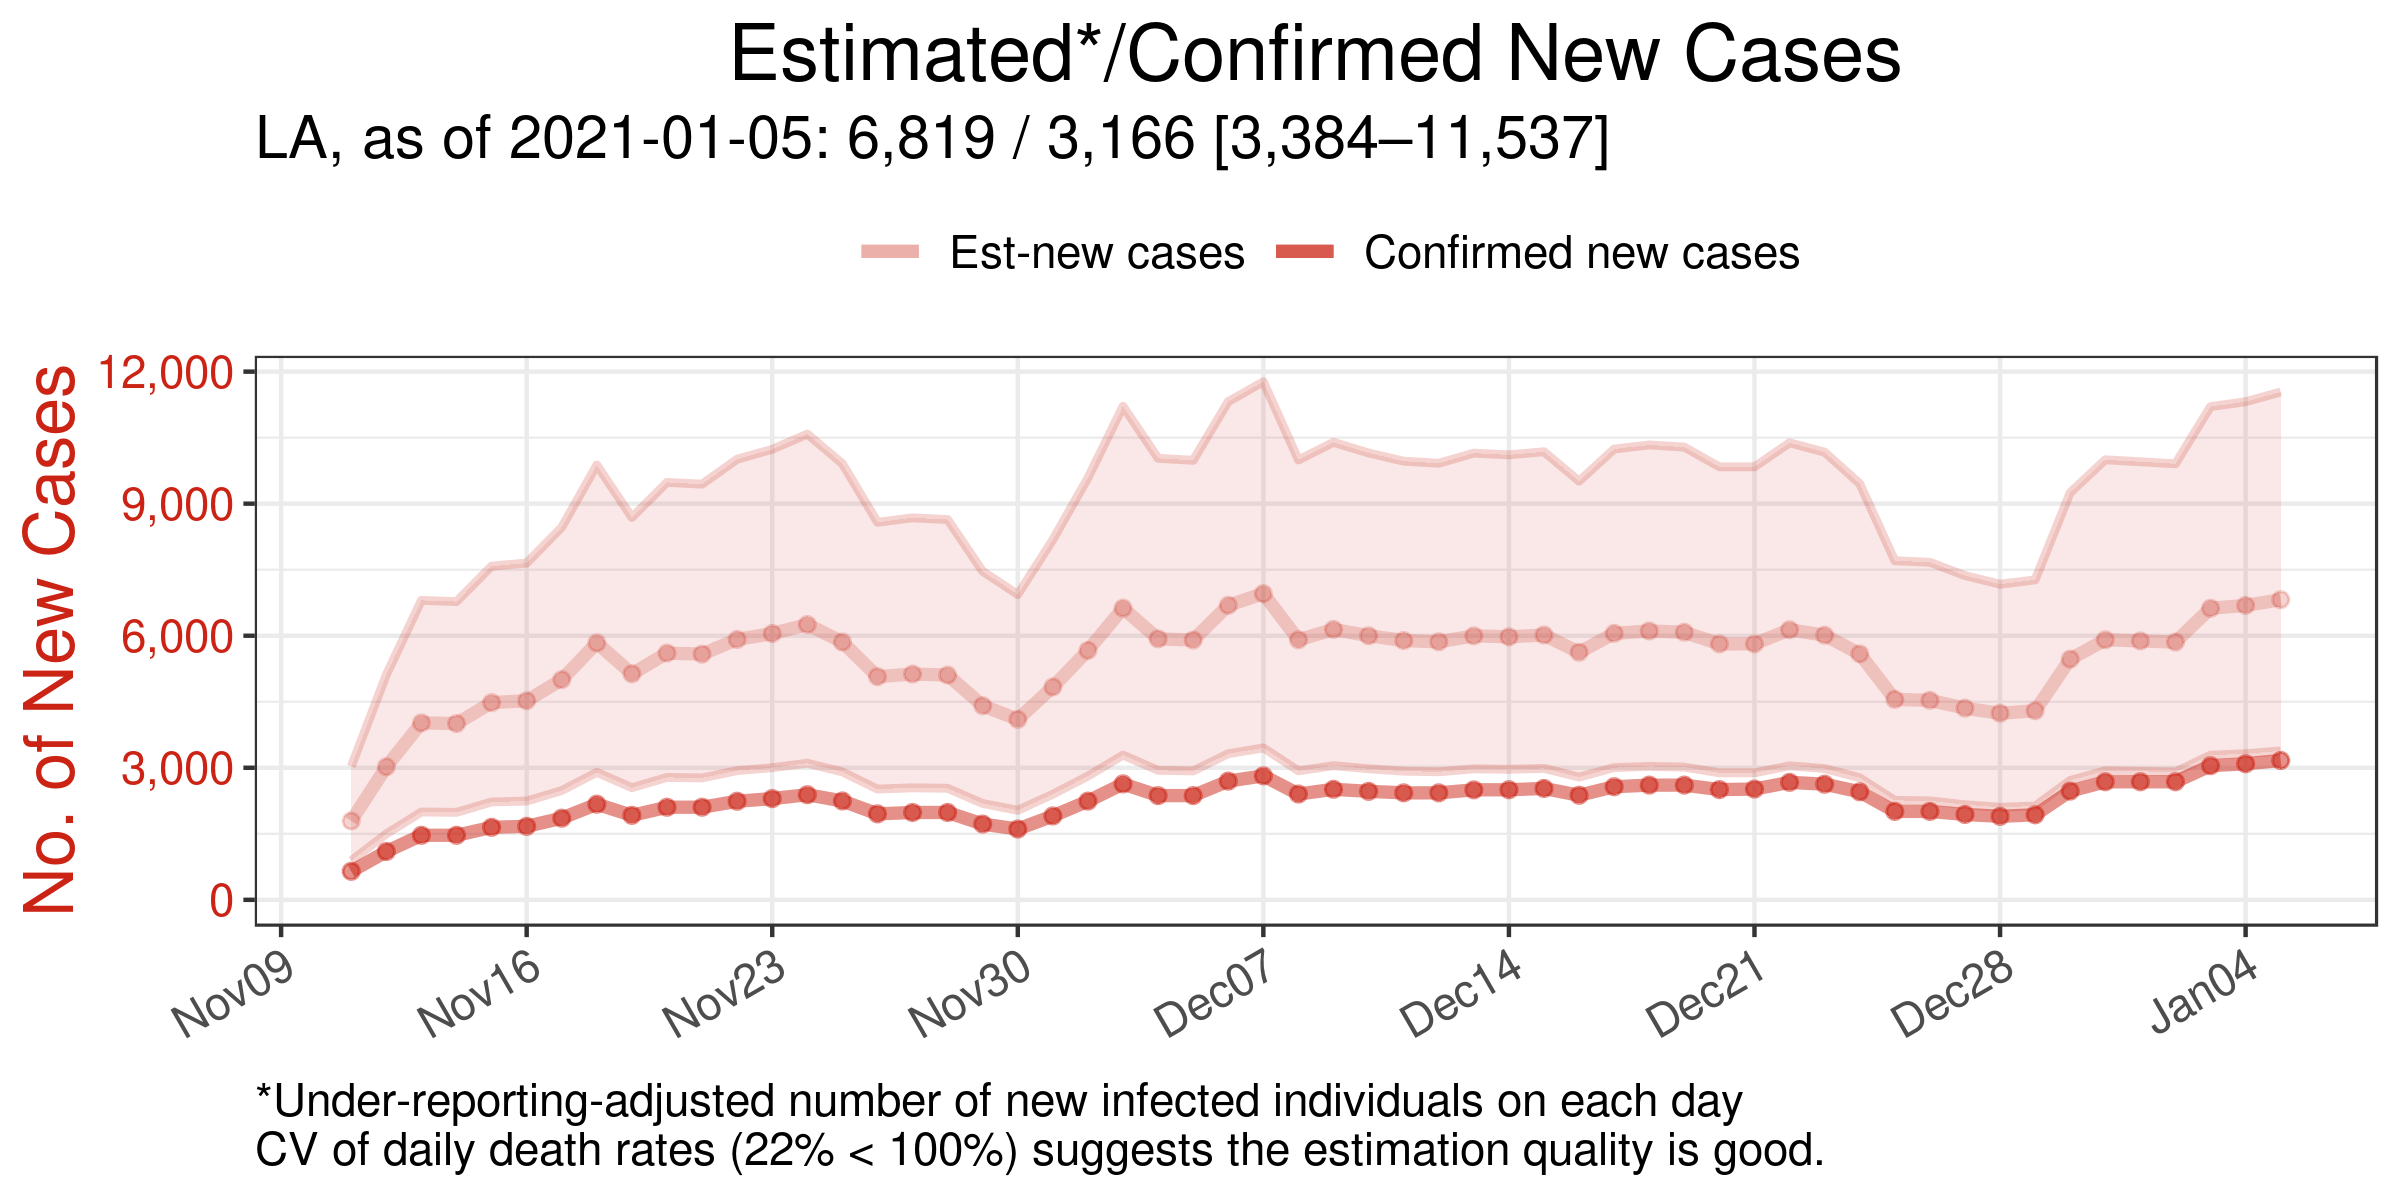 Estimated*/Confirmed New Cases
LA, as of 2021-01-05: 6,819 / 3,166 [3,384–11,537]
Est-new cases
Confirmed new cases
No. of New Cases
12,000
9,000
6,000
3,000
0
Nov09
Nov16
Nov23
Nov30
Dec07
Dec14
Dec21
Dec28
Jan04
*Under-reporting-adjusted number of new infected individuals on each day
CV of daily death rates (22% < 100%) suggests the estimation quality is good.